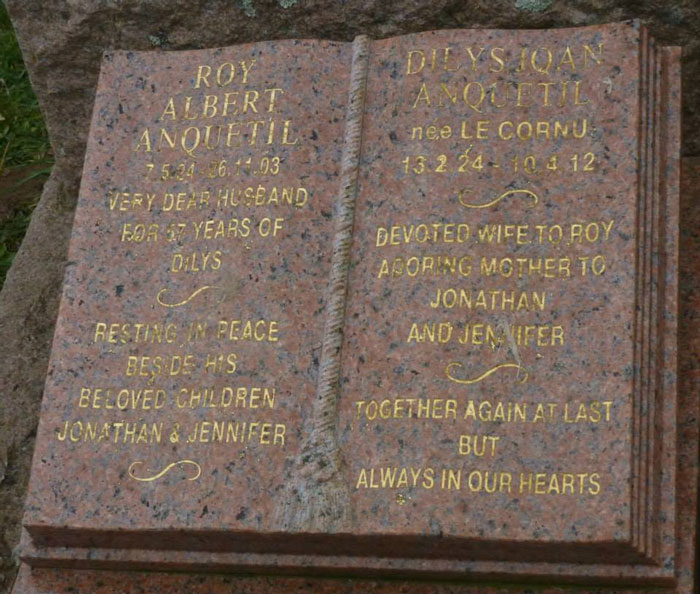 ROY
ALBERT
ANQUETIL
7.5.24 - 26.11.03
VERY DEAR HUSBAND
FOR 57 YEARS OF
DILYS
RESTING IN PEACE
BESIDE HIS
BELOVED CHILDREN
JONATHAN & JENNIFER
DILYS JOAN
ANQUETIL
nee LE CORNU
13.2.24 - 10.4.12
DEVOTED WIFE TO ROY
ADORING MOTHER TO
JONATHAN
AND JENNIFER
TOGETHER AGAIN AT LAST
BUT
ALWAYS IN OUR HEARTS